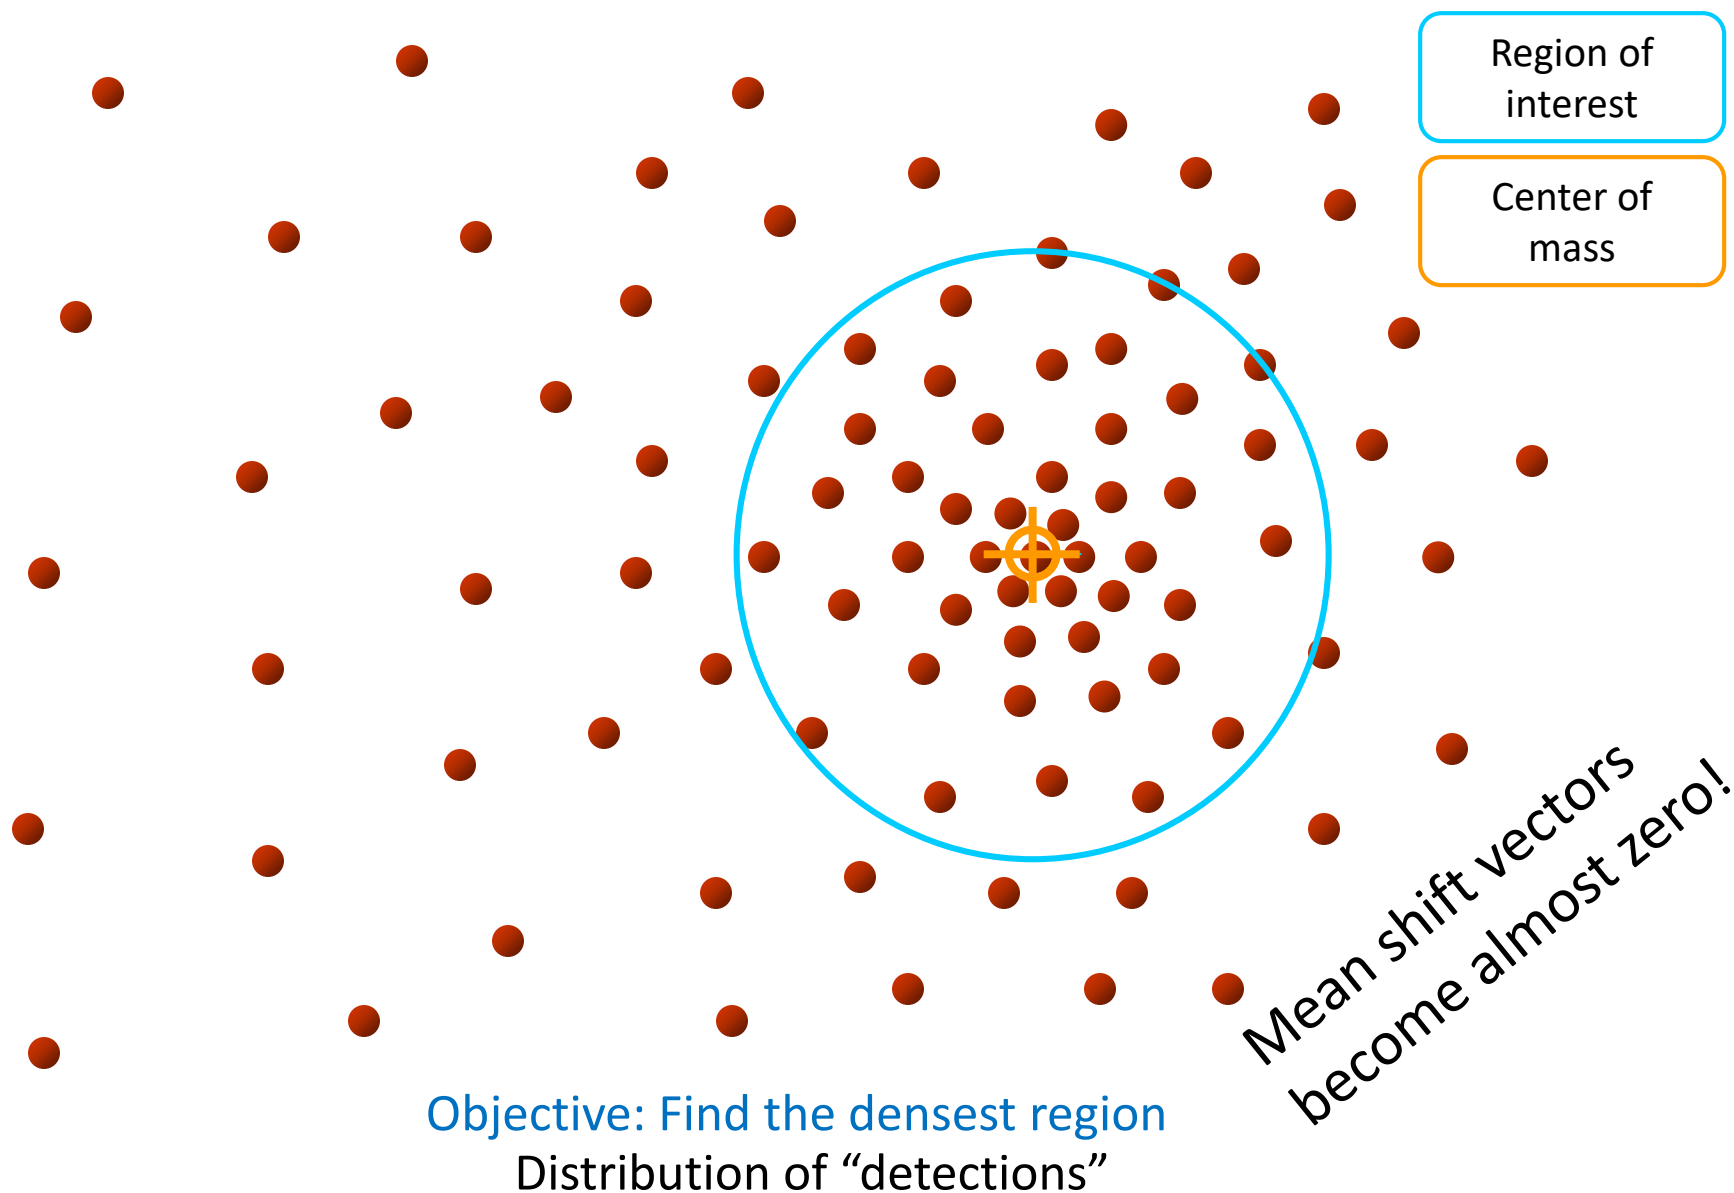 Region of
interest
Center of
mass
Mean shift vectors
become almost zero!
Objective: Find the densest region
Distribution of “detections”